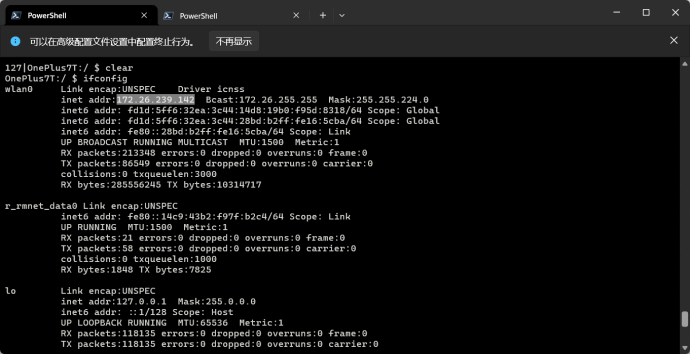 PowerShell
PowerShell
可以在高级配置文件设置中配置终止行为。 不再显示
127|OnePlus7T:/ $ clear
OnePlus7T:/ $ ifconfig
wlan0 Link encap:UNSPEC Driver icnss
inet addr:172.26.239.142 Bcast:172.26.255.255 Mask:255.255.224.0
inet6 addr: fd1d:5ff6:32ea:3c44:14d8:19b0:f95d:8318/64 Scope: Global
inet6 addr: fd1d:5ff6:32ea:3c44:28bd:b2ff:fe16:5cba/64 Scope: Global
inet6 addr: fe80::28bd:b2ff:fe16:5cba/64 Scope: Link
UP BROADCAST RUNNING MULTICAST MTU:1500 Metric:1
RX packets:213348 errors:0 dropped:0 overruns:0 frame:0
TX packets:86549 errors:0 dropped:0 overruns:0 carrier:0
collisions:0 txqueuelen:3000
RX bytes:285556245 TX bytes:10314717
r_rmnet_data0 Link encap:UNSPEC
inet6 addr: fe80::14c9:43b2:f97f:b2c4/64 Scope: Link
UP RUNNING MTU:1500 Metric:1
RX packets:21 errors:0 dropped:0 overruns:0 frame:0
TX packets:58 errors:0 dropped:0 overruns:0 carrier:0
collisions:0 txqueuelen:1000
RX bytes:1848 TX bytes:7825
lo Link encap:UNSPEC
inet addr:127.0.0.1 Mask:255.0.0.0
inet6 addr: ::1/128 Scope: Host
UP LOOPBACK RUNNING MTU:65536 Metric:1
RX packets:118135 errors:0 dropped:0 overruns:0 frame:0
TX packets:118135 errors:0 dropped:0 overruns:0 carrier:0